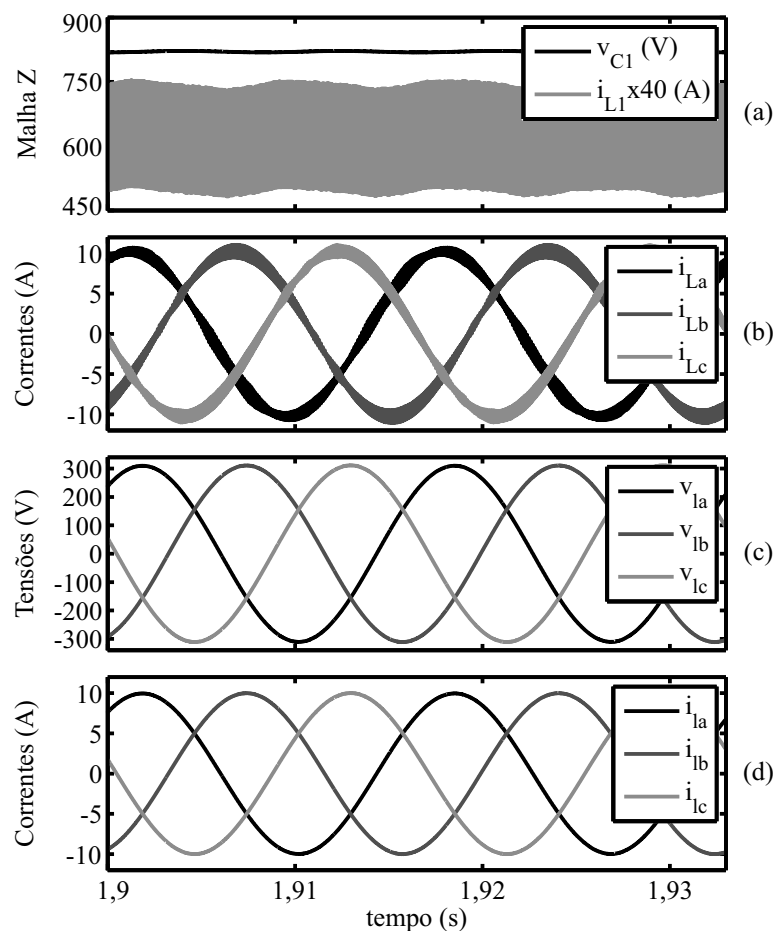 900
750
600
450
Malha Z
v_C1 (V)
i_L1x40 (A)
(a)
10
5
0
-5
-10
Correntes (A)
i_La
i_Lb
i_Lc
(b)
300
200
100
0
-100
-200
-300
Tensões (V)
v_la
v_lb
v_lc
(c)
10
5
0
-5
-10
Correntes (A)
i_la
i_lb
i_lc
(d)
1,9 1,91 1,92 1,93
tempo (s)